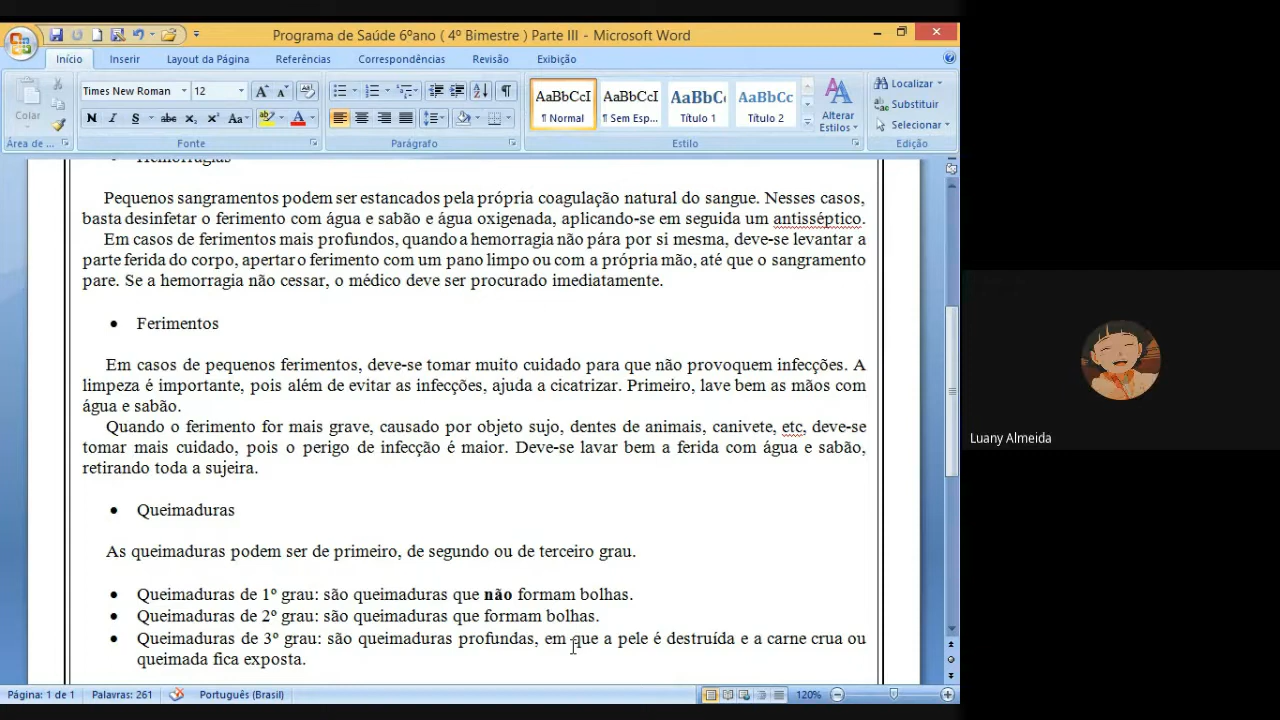 Programa de Saúde 6ºano ( 4º Bimestre ) Parte III - Microsoft Word
Início Inserir Layout da Página Referências Correspondências Revisão Exibição
Times New Roman 12
AaBbCcI AaBbCcI AaBbC AaBbCc
Localizar
Substituir
Selecionar
Colar
N I S abc x₂ x² Aa
¶ Normal ¶ Sem Esp... Título 1 Título 2
Alterar
Estilos
Área de ... Fonte Parágrafo Estilo Edição
Hemorragias
Pequenos sangramentos podem ser estancados pela própria coagulação natural do sangue. Nesses casos,
basta desinfetar o ferimento com água e sabão e água oxigenada, aplicando-se em seguida um antisséptico.
Em casos de ferimentos mais profundos, quando a hemorragia não pára por si mesma, deve-se levantar a
parte ferida do corpo, apertar o ferimento com um pano limpo ou com a própria mão, até que o sangramento
pare. Se a hemorragia não cessar, o médico deve ser procurado imediatamente.
• Ferimentos
Em casos de pequenos ferimentos, deve-se tomar muito cuidado para que não provoquem infecções. A
limpeza é importante, pois além de evitar as infecções, ajuda a cicatrizar. Primeiro, lave bem as mãos com
água e sabão.
Quando o ferimento for mais grave, causado por objeto sujo, dentes de animais, canivete, etc, deve-se
tomar mais cuidado, pois o perigo de infecção é maior. Deve-se lavar bem a ferida com água e sabão,
retirando toda a sujeira.
• Queimaduras
As queimaduras podem ser de primeiro, de segundo ou de terceiro grau.
• Queimaduras de 1º grau: são queimaduras que não formam bolhas.
• Queimaduras de 2º grau: são queimaduras que formam bolhas.
• Queimaduras de 3º grau: são queimaduras profundas, em que a pele é destruída e a carne crua ou
queimada fica exposta.
Página: 1 de 1 Palavras: 261 Português (Brasil) 120%
Luany Almeida